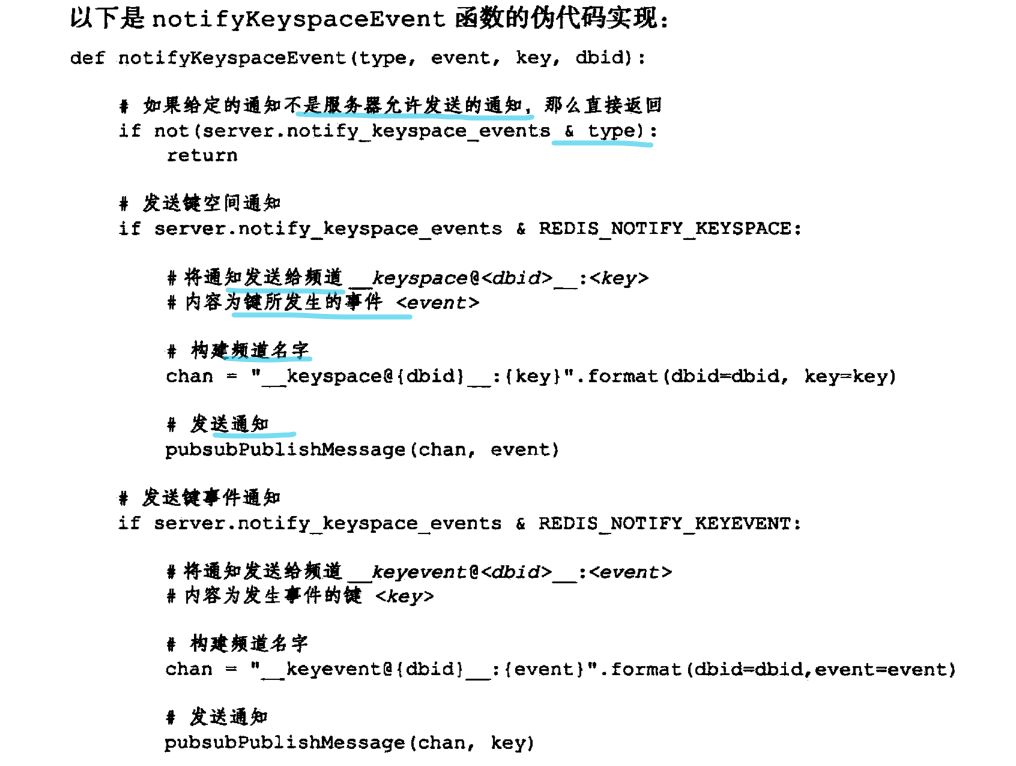 以下是 notifyKeyspaceEvent 函数的伪代码实现：
def notifyKeyspaceEvent(type, event, key, dbid):
# 如果给定的通知不是服务器允许发送的通知，那么直接返回
if not(server.notify_keyspace_events & type):
return
# 发送键空间通知
if server.notify_keyspace_events & REDIS_NOTIFY_KEYSPACE:
# 将通知发送给频道 __keyspace@<dbid>__:<key>
# 内容为键所发生的事件 <event>
# 构建频道名字
chan = "__keyspace@{dbid}__:{key}".format(dbid=dbid, key=key)
# 发送通知
pubsubPublishMessage(chan, event)
# 发送键事件通知
if server.notify_keyspace_events & REDIS_NOTIFY_KEYEVENT:
# 将通知发送给频道 __keyevent@<dbid>__:<event>
# 内容为发生事件的键 <key>
# 构建频道名字
chan = "__keyevent@{dbid}__:{event}".format(dbid=dbid,event=event)
# 发送通知
pubsubPublishMessage(chan, key)